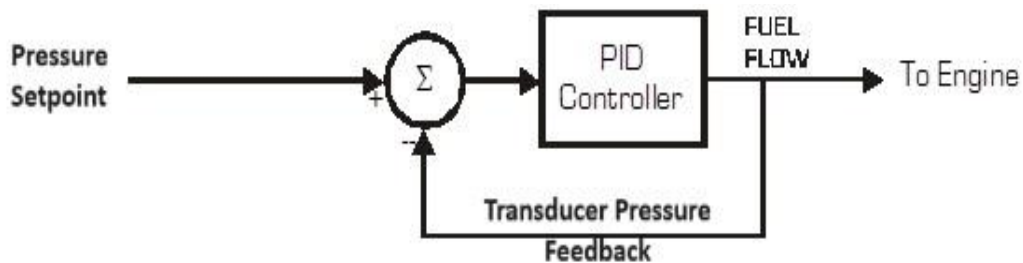 Pressure
Setpoint
+
Σ
--
PID
Controller
FUEL
FLOW
To Engine
Transducer Pressure
Feedback